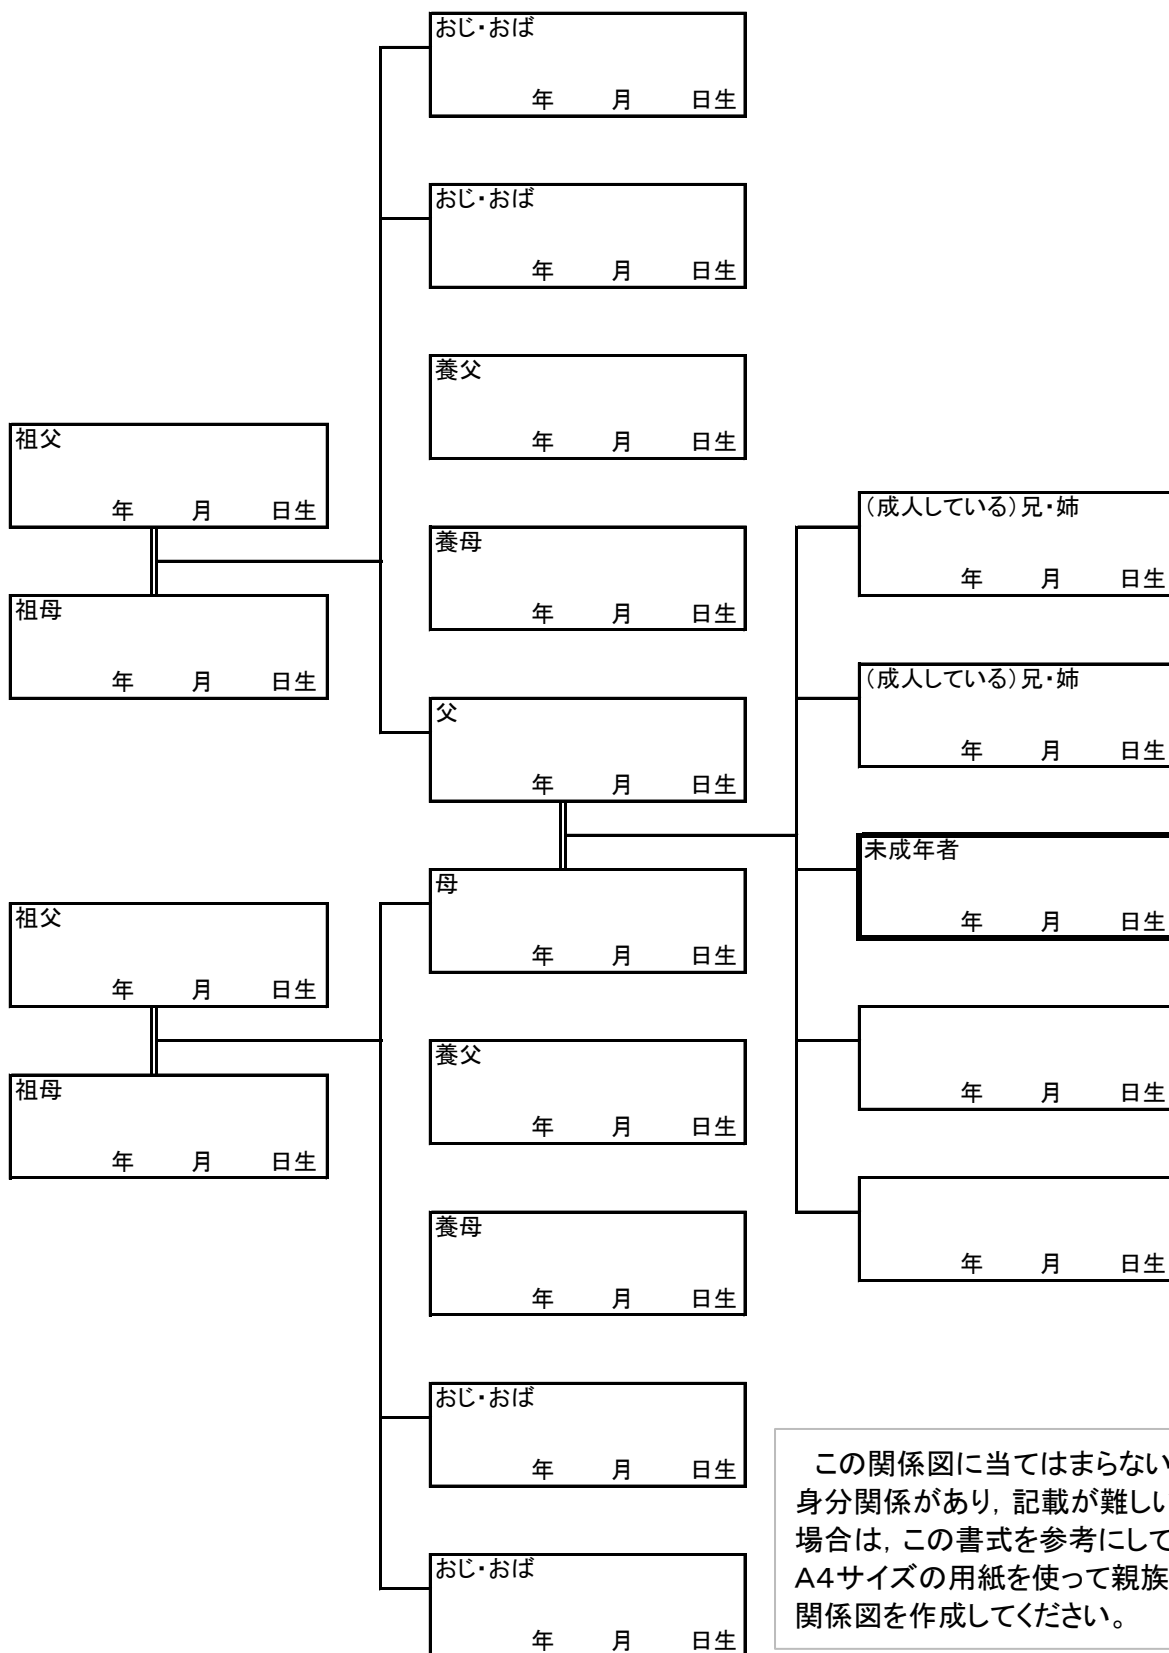 おじ・おば
年 月 日生
おじ・おば
年 月 日生
養父
年 月 日生
祖父
年 月 日生
養母
年 月 日生
(成人している)兄・姉
年 月 日生
祖母
年 月 日生
(成人している)兄・姉
年 月 日生
父
年 月 日生
未成年者
年 月 日生
母
年 月 日生
祖父
年 月 日生
年 月 日生
養父
年 月 日生
祖母
年 月 日生
養母
年 月 日生
年 月 日生
おじ・おば
年 月 日生
おじ・おば
年 月 日生
この関係図に当てはまらない
身分関係があり，記載が難しい
場合は，この書式を参考にして
A4サイズの用紙を使って親族
関係図を作成してください。